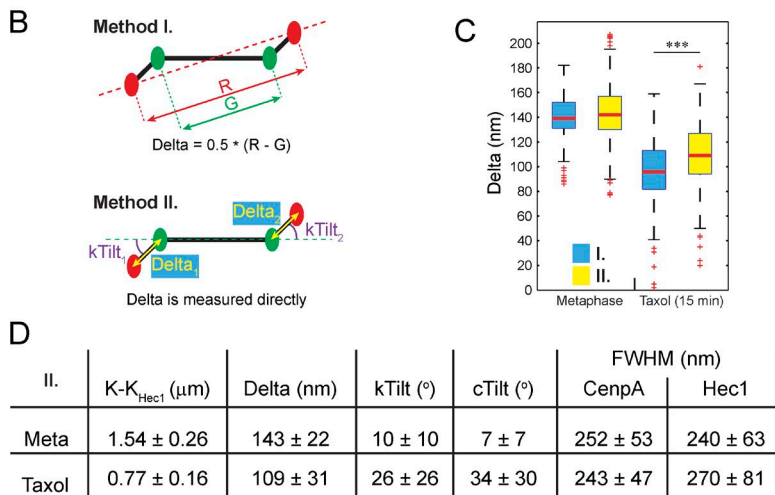 B
Method I.
R
G
Delta = 0.5 * (R - G)
Method II.
Delta2
kTilt2
kTilt1
Delta1
Delta is measured directly
C
***
Delta (nm)
200
180
160
140
120
100
80
60
40
20
0
I.
II.
Metaphase Taxol (15 min)
D
FWHM (nm)
II. K-KHec1 (μm) Delta (nm) kTilt (º) cTilt (º) CenpA Hec1
Meta 1.54 ± 0.26 143 ± 22 10 ± 10 7 ± 7 252 ± 53 240 ± 63
Taxol 0.77 ± 0.16 109 ± 31 26 ± 26 34 ± 30 243 ± 47 270 ± 81